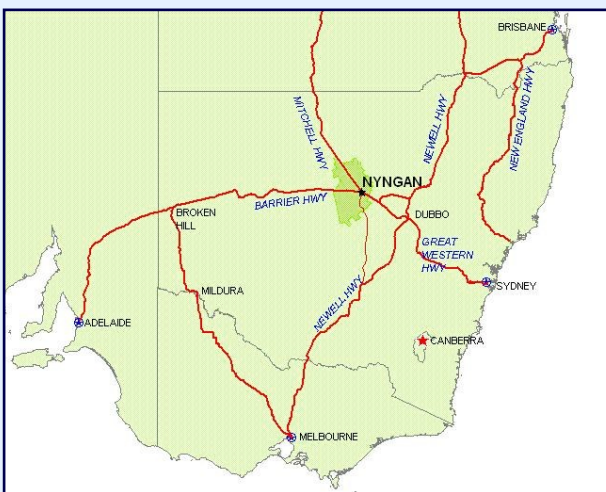 BRISBANE
MITCHELL HWY
NEWELL HWY
NEW ENGLAND HWY
NYNGAN
BARRIER HWY
BROKEN
HILL
DUBBO
GREAT
WESTERN
HWY
SYDNEY
MILDURA
NEWELL HWY
ADELAIDE
CANBERRA
MELBOURNE